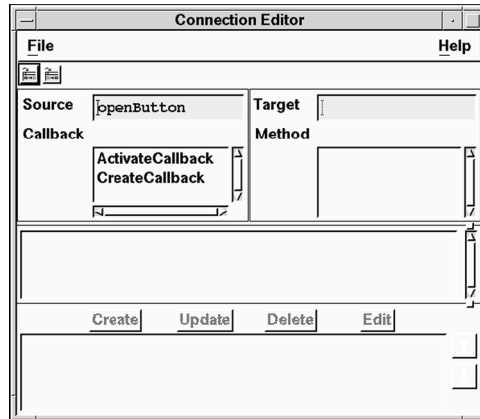 Connection Editor
File Help
Source openButton Target
Callback Method
ActivateCallback
CreateCallback
Create Update Delete Edit